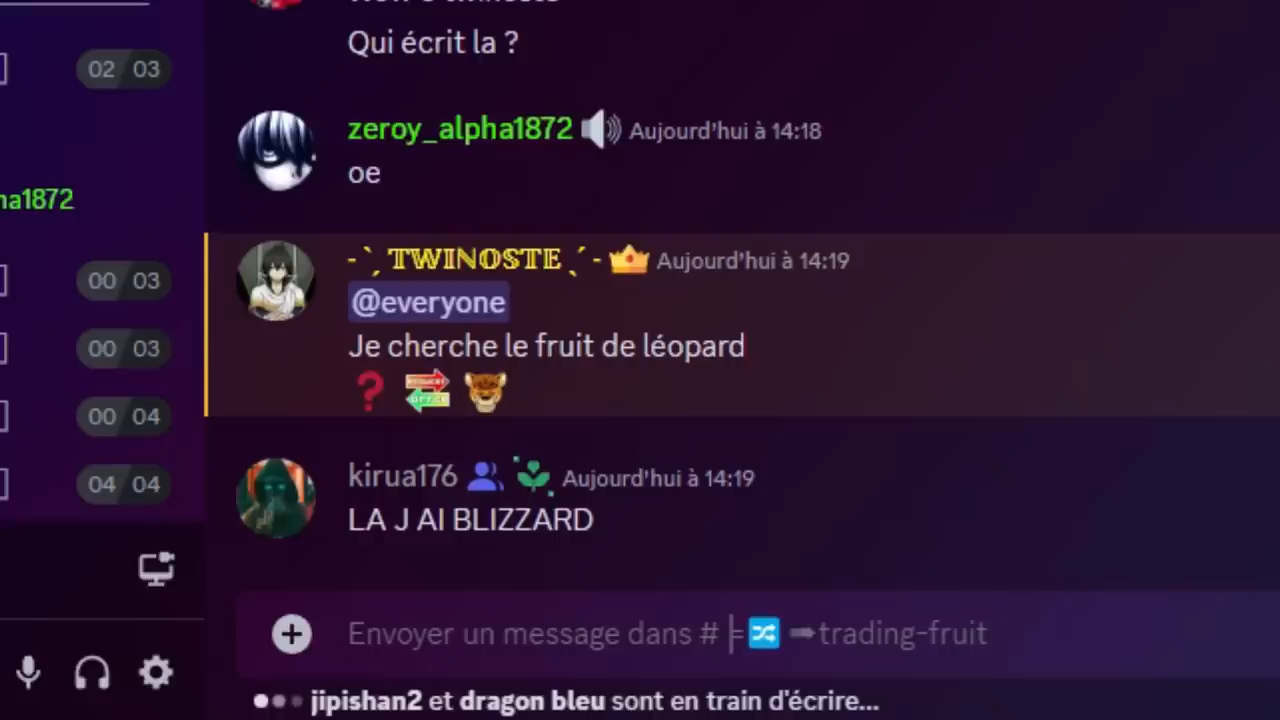 Qui écrit la ?
02 03
zeroy_alpha1872 Aujourd'hui à 14:18
oe
ha1872
-`ˏ 𝕋𝕎𝕀ℕ𝕆𝕊𝕋𝔼 ˎ´- Aujourd'hui à 14:19
@everyone
00 03
Je cherche le fruit de léopard
00 03
❓
00 04
kirua176 Aujourd'hui à 14:19
04 04
LA J AI BLIZZARD
Envoyer un message dans # ├🔀 ➡trading-fruit
jipishan2 et dragon bleu sont en train d'écrire...